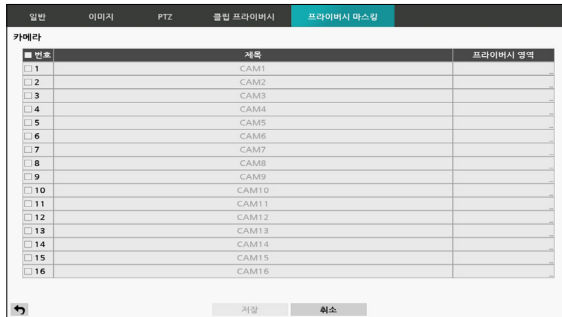 일반 이미지 PTZ 클립 프라이버시 프라이버시 마스킹
카메라
번호 제목 프라이버시 영역
1 CAM1 ...
2 CAM2 ...
3 CAM3 ...
4 CAM4 ...
5 CAM5 ...
6 CAM6 ...
7 CAM7 ...
8 CAM8 ...
9 CAM9 ...
10 CAM10 ...
11 CAM11 ...
12 CAM12 ...
13 CAM13 ...
14 CAM14 ...
15 CAM15 ...
16 CAM16 ...
저장 취소